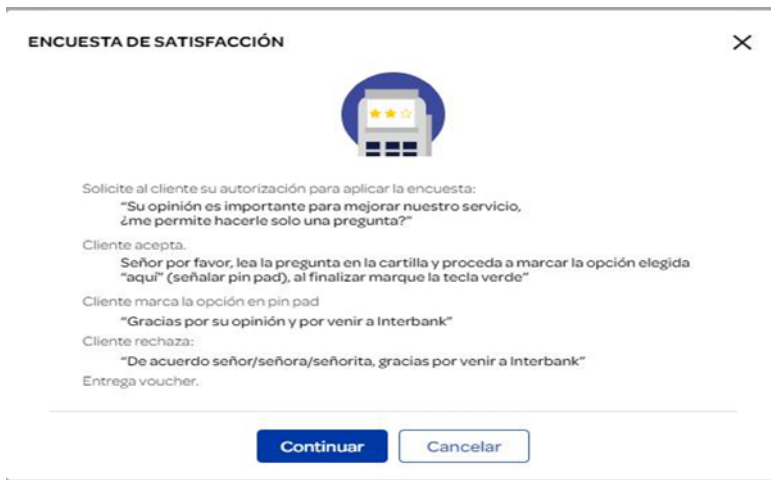 ENCUESTA DE SATISFACCIÓN
Solicite al cliente su autorización para aplicar la encuesta:
“Su opinión es importante para mejorar nuestro servicio,
¿me permite hacerle solo una pregunta?”
Cliente acepta.
Señor por favor, lea la pregunta en la cartilla y proceda a marcar la opción elegida
“aquí” (señalar pin pad), al finalizar marque la tecla verde”
Cliente marca la opción en pin pad
“Gracias por su opinión y por venir a Interbank”
Cliente rechaza:
“De acuerdo señor/señora/señorita, gracias por venir a Interbank”
Entrega voucher.
Continuar
Cancelar